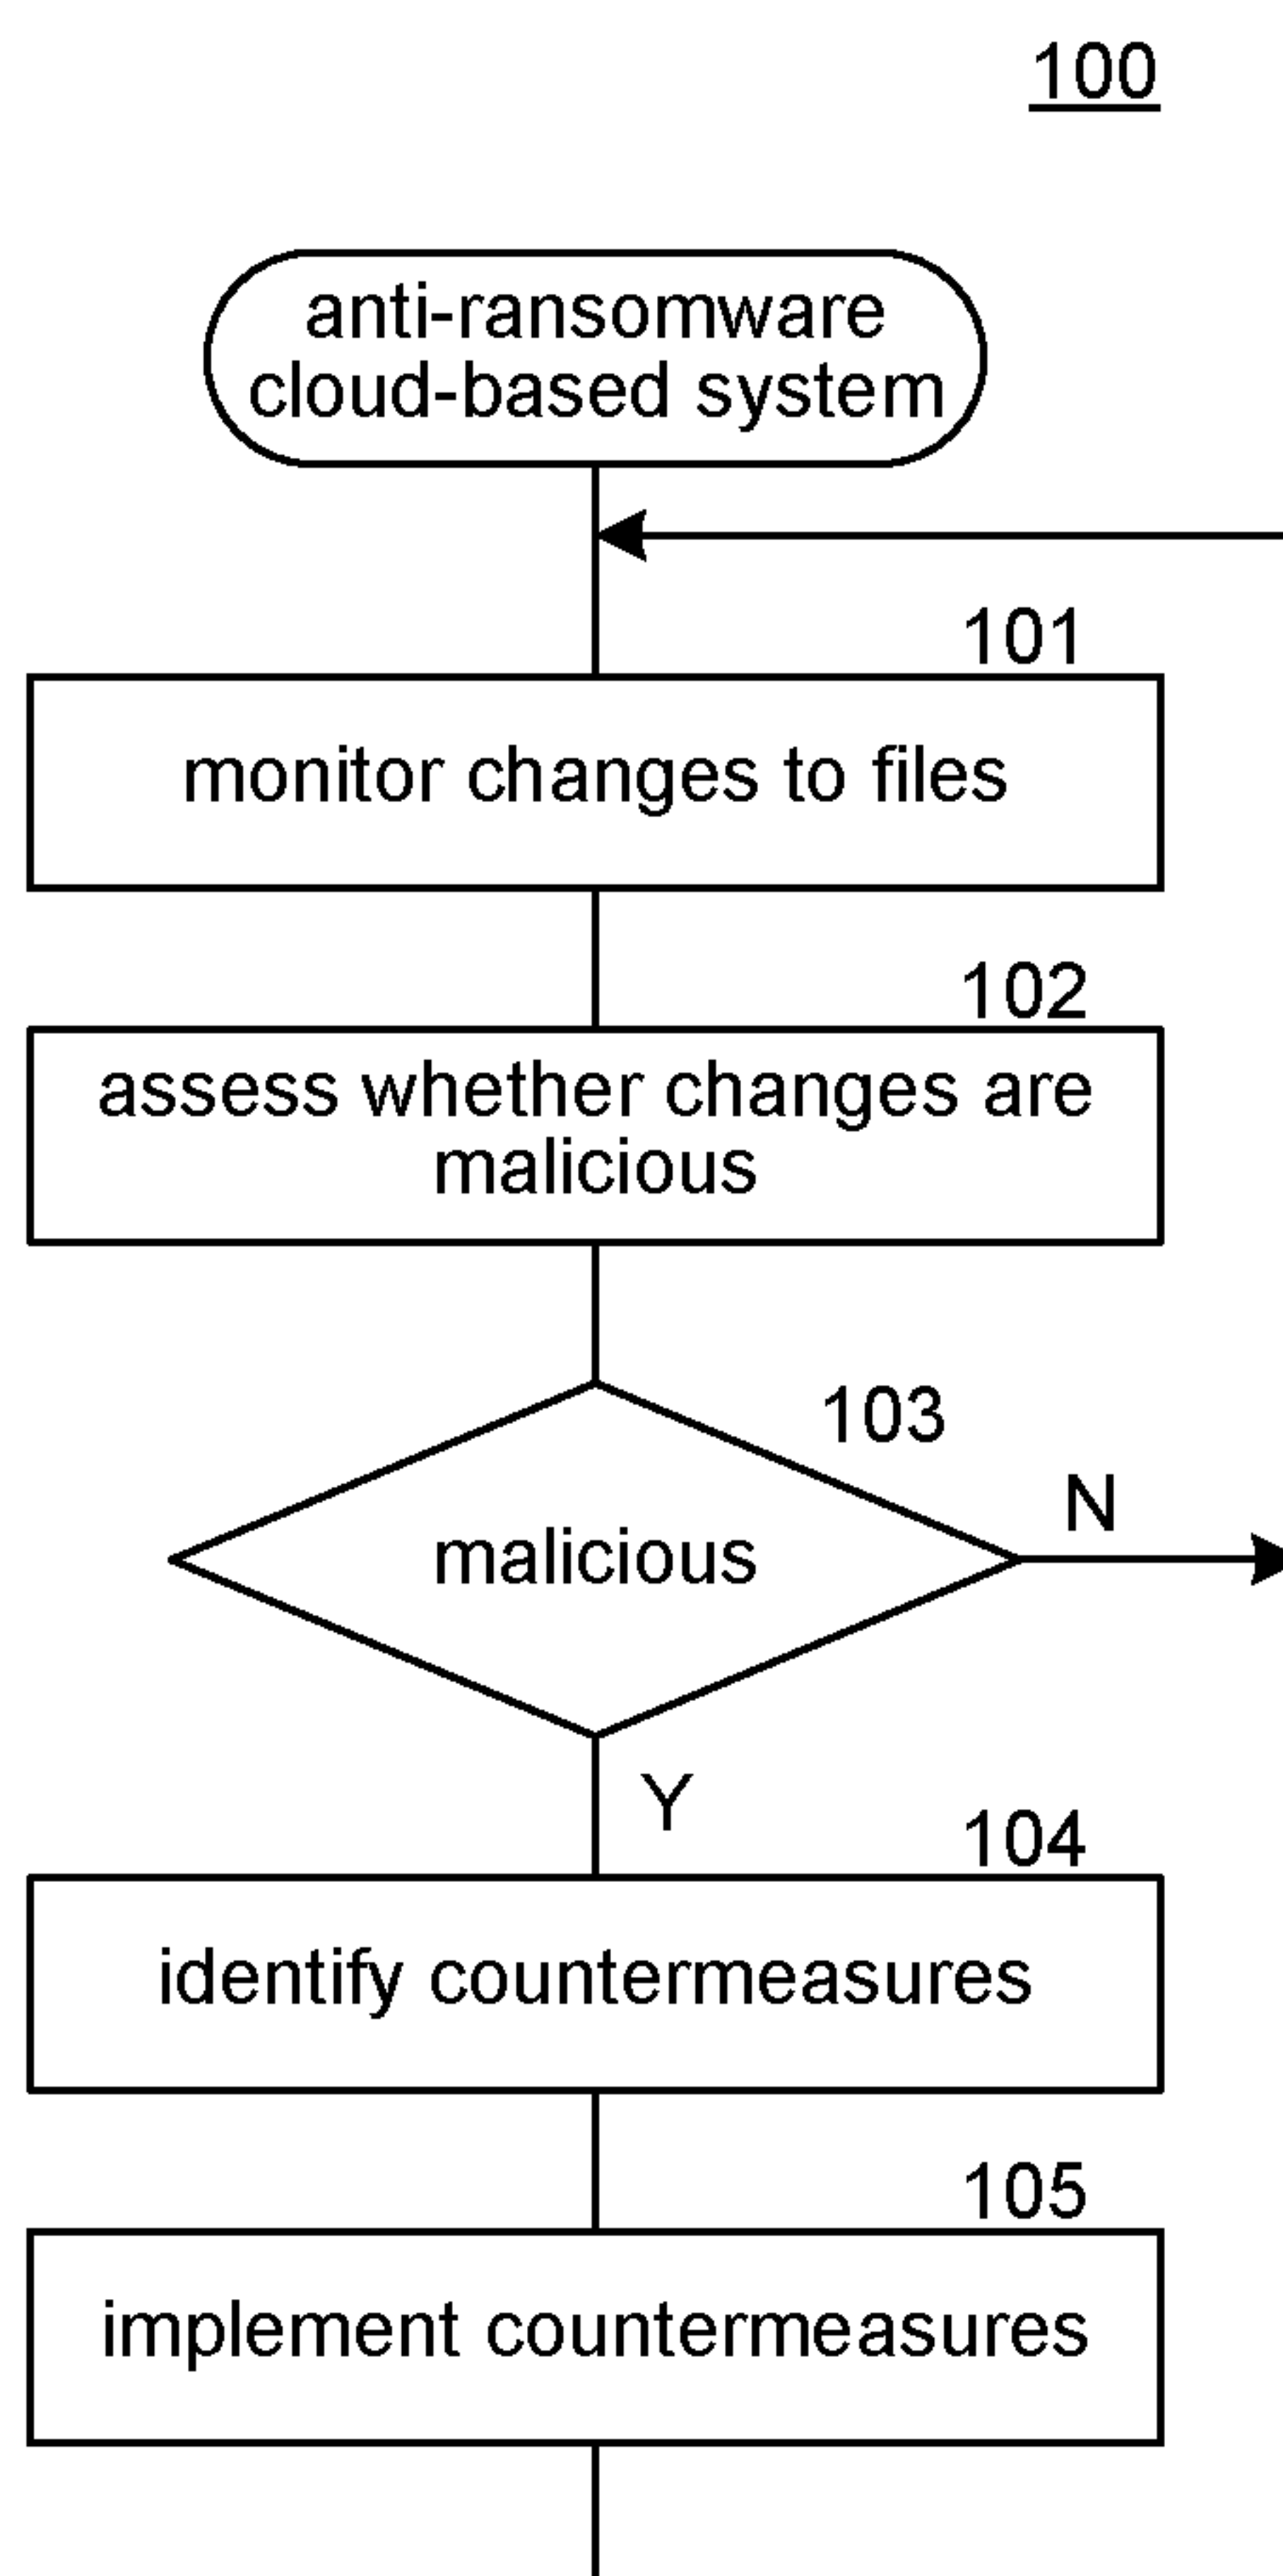 100
anti-ransomware
cloud-based system
101
monitor changes to files
102
assess whether changes are
malicious
103
malicious
N
Y
104
identify countermeasures
105
implement countermeasures